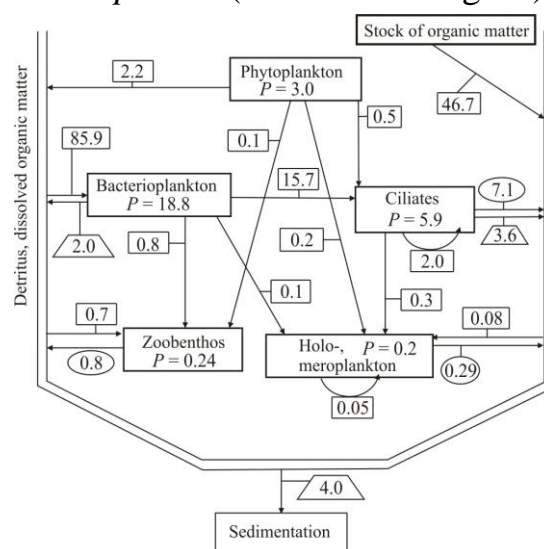 Stock of organic matter
2.2
Phytoplankton
P = 3.0
46.7
Detritus, dissolved organic matter
85.9
0.1
0.5
Bacterioplankton
P = 18.8
15.7
Ciliates
P = 5.9
7.1
3.6
2.0
0.8
0.2
2.0
0.1
0.3
0.7
0.08
Zoobenthos
P = 0.24
Holo-, P = 0.2
meroplankton
0.8
0.29
0.05
4.0
Sedimentation